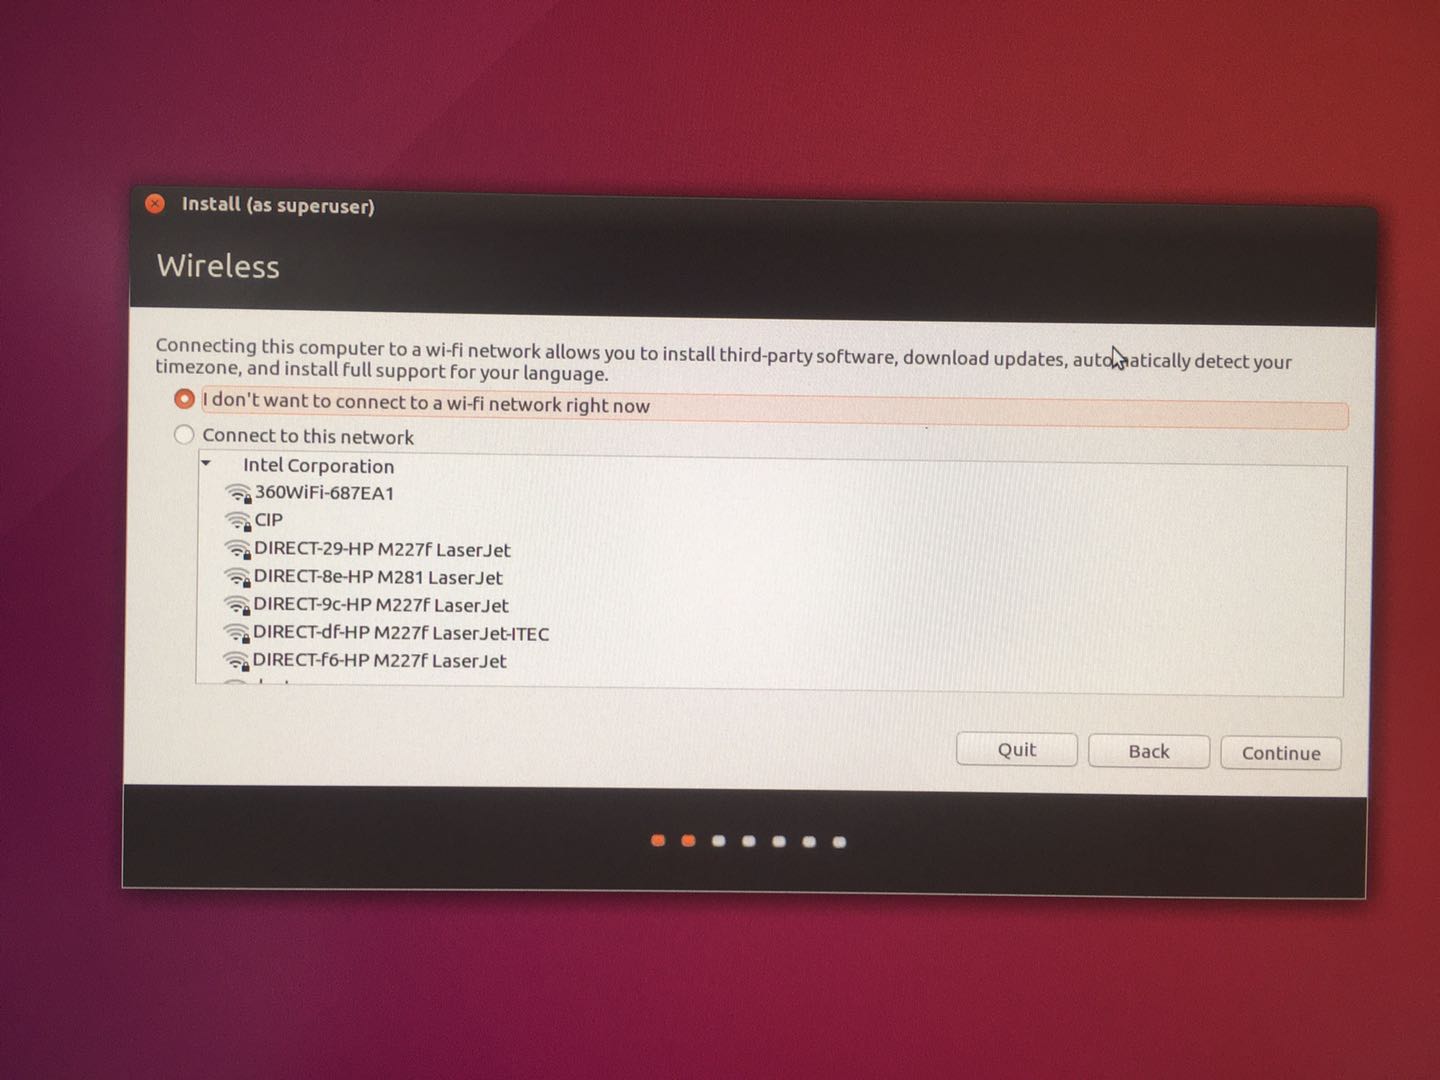 Install (as superuser)
Wireless
Connecting this computer to a wi-fi network allows you to install third-party software, download updates, automatically detect your
timezone, and install full support for your language.
I don't want to connect to a wi-fi network right now
Connect to this network
Intel Corporation
360WiFi-687EA1
CIP
DIRECT-29-HP M227f LaserJet
DIRECT-8e-HP M281 LaserJet
DIRECT-9c-HP M227f LaserJet
DIRECT-df-HP M227f LaserJet-ITEC
DIRECT-f6-HP M227f LaserJet
Quit
Back
Continue